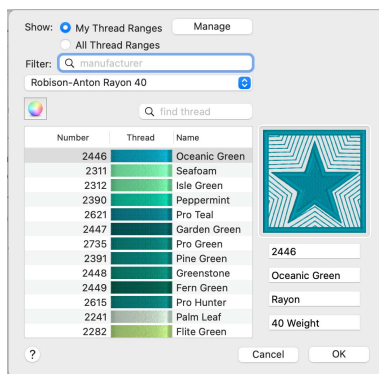 Show: My Thread Ranges Manage
All Thread Ranges
Filter: manufacturer
Robison-Anton Rayon 40
find thread
Number Thread Name
2446 Oceanic Green
2311 Seafoam
2312 Isle Green
2390 Peppermint
2621 Pro Teal
2447 Garden Green
2735 Pro Green
2391 Pine Green
2448 Greenstone
2449 Fern Green
2615 Pro Hunter
2241 Palm Leaf
2282 Flite Green
2446
Oceanic Green
Rayon
40 Weight
? Cancel OK